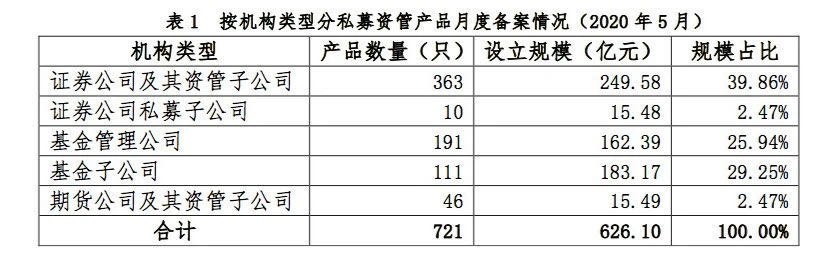 表1 按机构类型分私募资管产品月度备案情况（2020年5月）
机构类型 产品数量（只） 设立规模（亿元） 规模占比
证券公司及其资管子公司 363 249.58 39.86%
证券公司私募子公司 10 15.48 2.47%
基金管理公司 191 162.39 25.94%
基金子公司 111 183.17 29.25%
期货公司及其资管子公司 46 15.49 2.47%
合计 721 626.10 100.00%